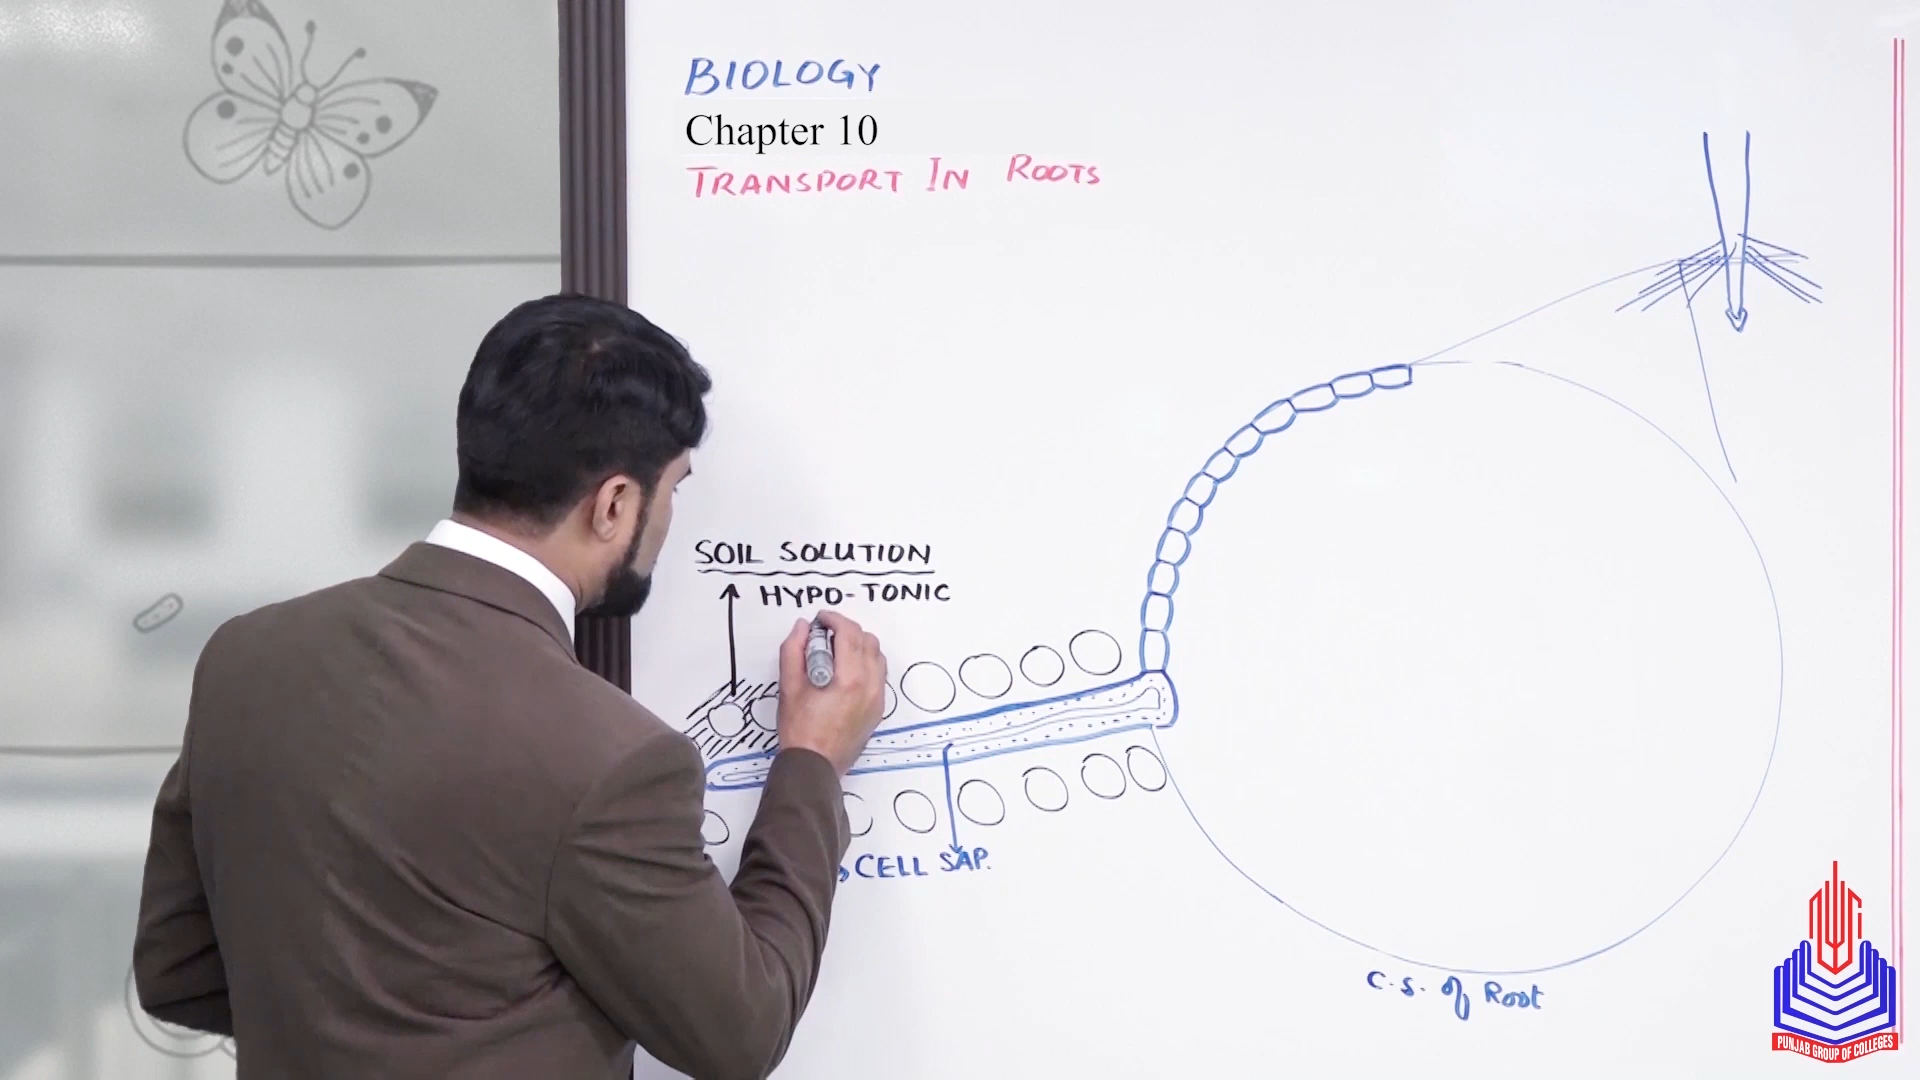 BIOLOGY
Chapter 10
TRANSPORT IN ROOTS
SOIL SOLUTION
HYPO-TONIC
CELL SAP.
C.S. of Root
PUNJAB GROUP OF COLLEGES